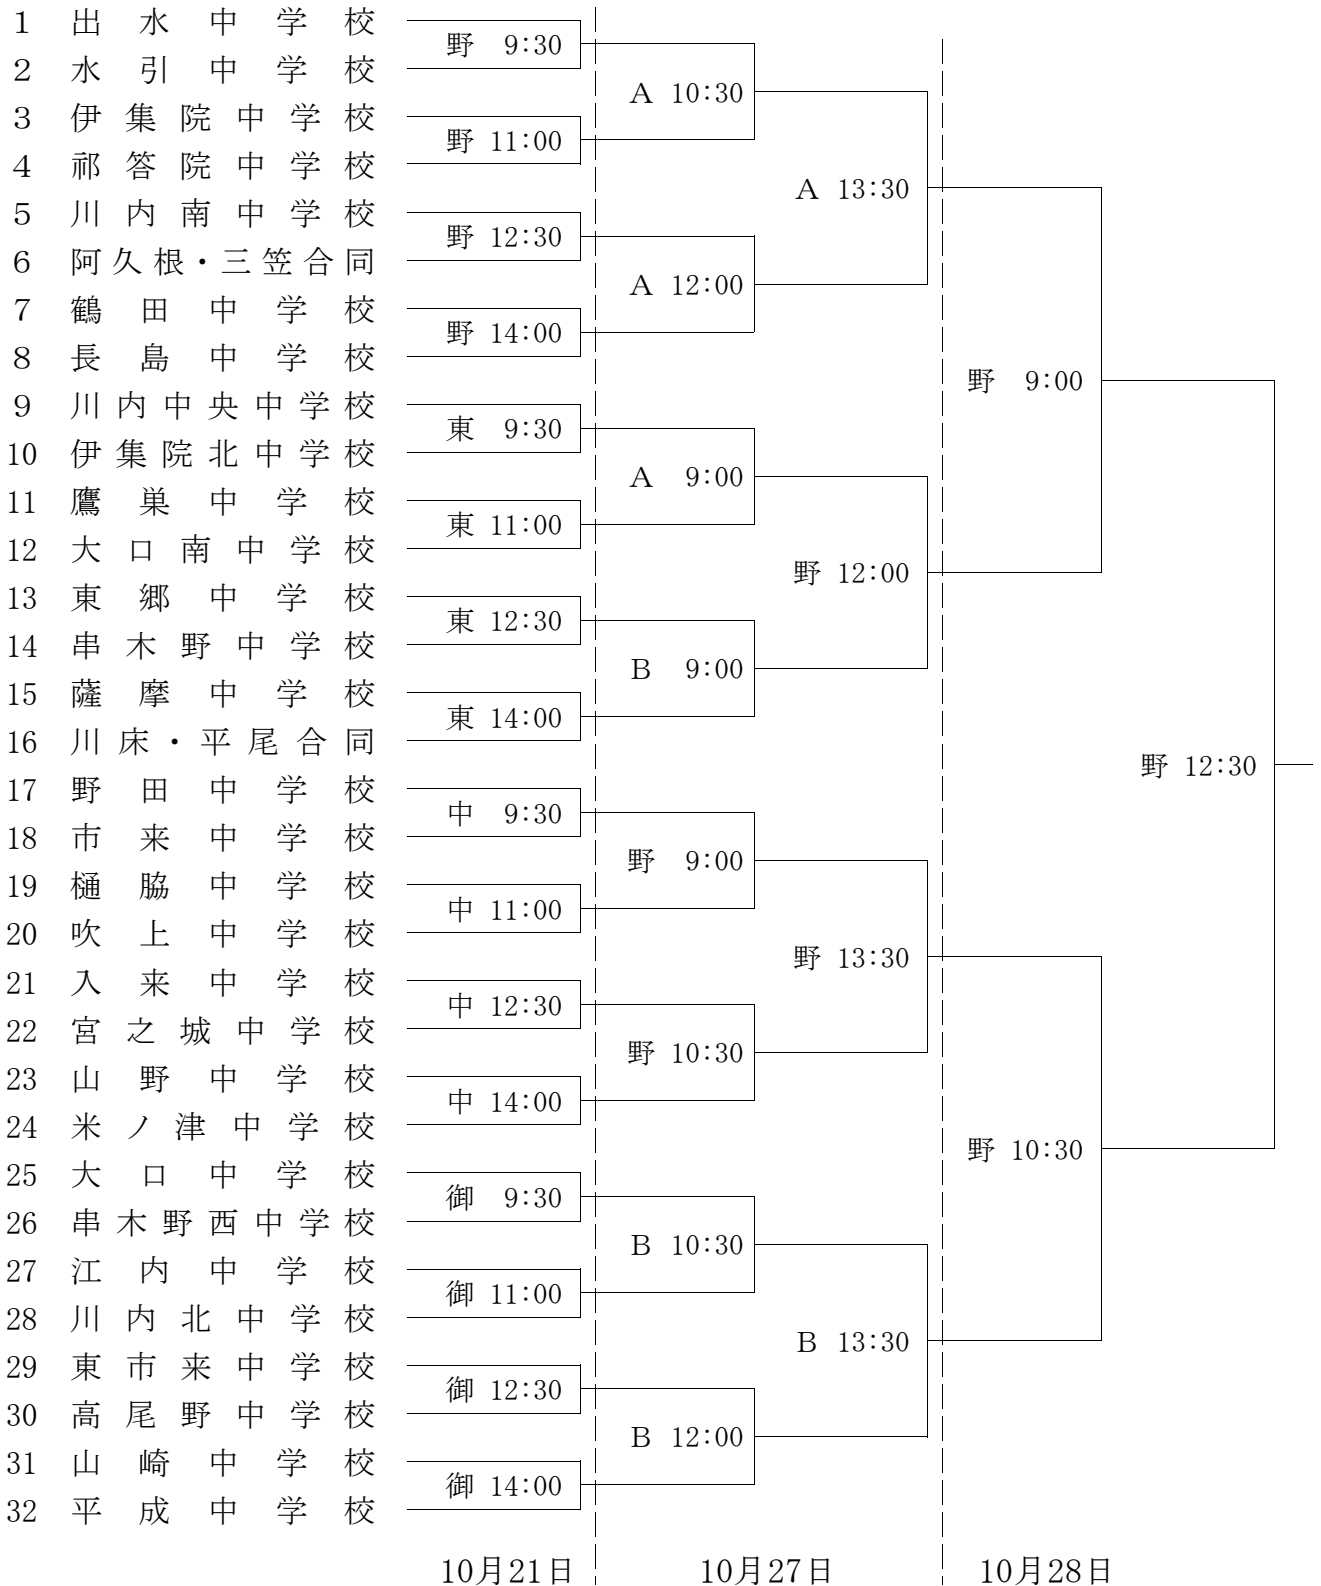 1 出水中学校
野 9:30
2 水引中学校
A 10:30
3 伊集院中学校
野 11:00
4 祁答院中学校
A 13:30
5 川内南中学校
野 12:30
6 阿久根・三笠合同
A 12:00
7 鶴田中学校
野 14:00
8 長島中学校
野 9:00
9 川内中央中学校
東 9:30
10 伊集院北中学校
A 9:00
11 鷹巣中学校
東 11:00
12 大口南中学校
野 12:00
13 東郷中学校
東 12:30
14 串木野中学校
B 9:00
15 薩摩中学校
東 14:00
16 川床・平尾合同
野 12:30
17 野田中学校
中 9:30
18 市来中学校
野 9:00
19 樋脇中学校
中 11:00
20 吹上中学校
野 13:30
21 入来中学校
中 12:30
22 宮之城中学校
野 10:30
23 山野中学校
中 14:00
24 米ノ津中学校
野 10:30
25 大口中学校
御 9:30
26 串木野西中学校
B 10:30
27 江内中学校
御 11:00
28 川内北中学校
B 13:30
29 東市来中学校
御 12:30
30 高尾野中学校
B 12:00
31 山崎中学校
御 14:00
32 平成中学校
10月21日 10月27日 10月28日